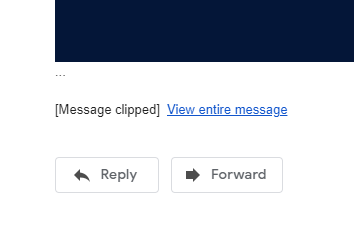 ...
[Message clipped] View entire message
Reply Forward